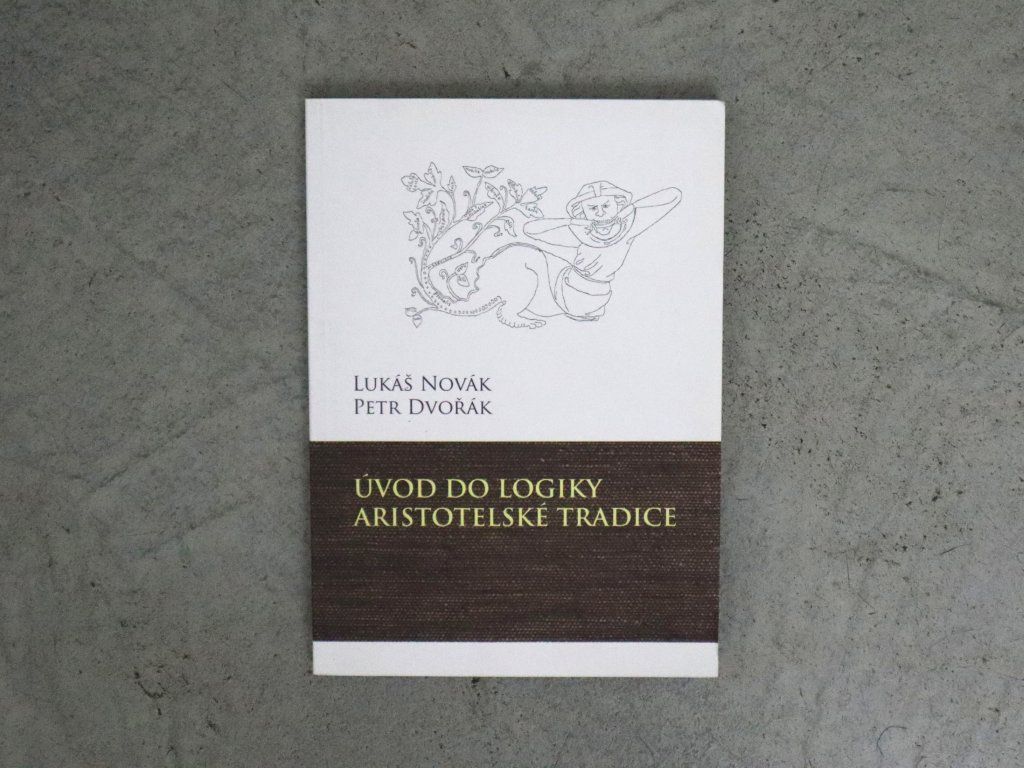 Lukáš Novák
Petr Dvořák
ÚVOD DO LOGIKY
ARISTOTELSKÉ TRADICE